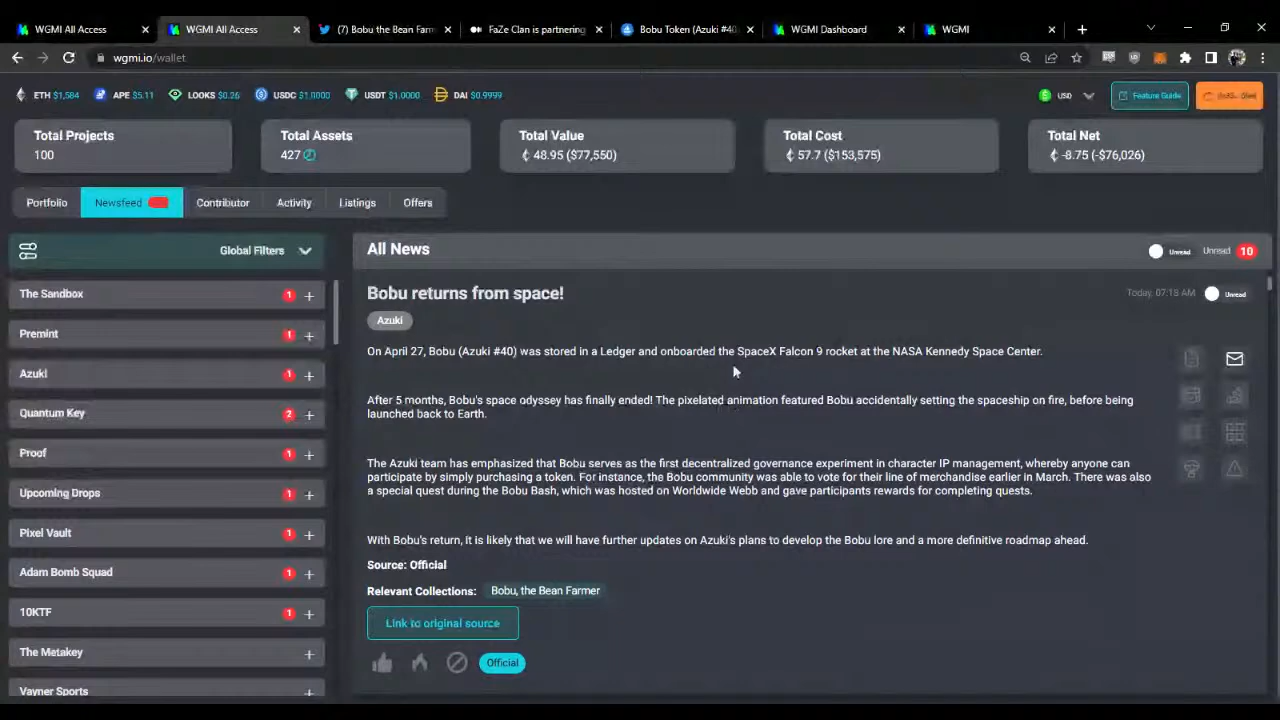 WGMI All Access
WGMI All Access
(7) Bobu the Bean Farm
FaZe Clan is partnering
Bobu Token (Azuki #40
WGMI Dashboard
WGMI
wgmi.io/wallet
ETH $1,584 APE $5.11 LOOKS $0.26 USDC $1.0000 USDT $1.0000 DAI $0.9999
USD
Feature Guide
Total Projects
100
Total Assets
427
Total Value
48.95 ($77,550)
Total Cost
57.7 ($153,575)
Total Net
-8.75 (-$76,026)
Portfolio Newsfeed Contributor Activity Listings Offers
Global Filters
The Sandbox 1 +
Premint 1 +
Azuki 1 +
Quantum Key 2 +
Proof 1 +
Upcoming Drops 1 +
Pixel Vault 1 +
Adam Bomb Squad 1 +
10KTF 1 +
The Metakey +
Vayner Sports +
All News
Unread Unread 10
Bobu returns from space!
Today, 07:18 AM Unread
Azuki
On April 27, Bobu (Azuki #40) was stored in a Ledger and onboarded the SpaceX Falcon 9 rocket at the NASA Kennedy Space Center.
After 5 months, Bobu's space odyssey has finally ended! The pixelated animation featured Bobu accidentally setting the spaceship on fire, before being
launched back to Earth.
The Azuki team has emphasized that Bobu serves as the first decentralized governance experiment in character IP management, whereby anyone can
participate by simply purchasing a token. For instance, the Bobu community was able to vote for their line of merchandise earlier in March. There was also
a special quest during the Bobu Bash, which was hosted on Worldwide Webb and gave participants rewards for completing quests.
With Bobu's return, it is likely that we will have further updates on Azuki's plans to develop the Bobu lore and a more definitive roadmap ahead.
Source: Official
Relevant Collections: Bobu, the Bean Farmer
Link to original source
Official